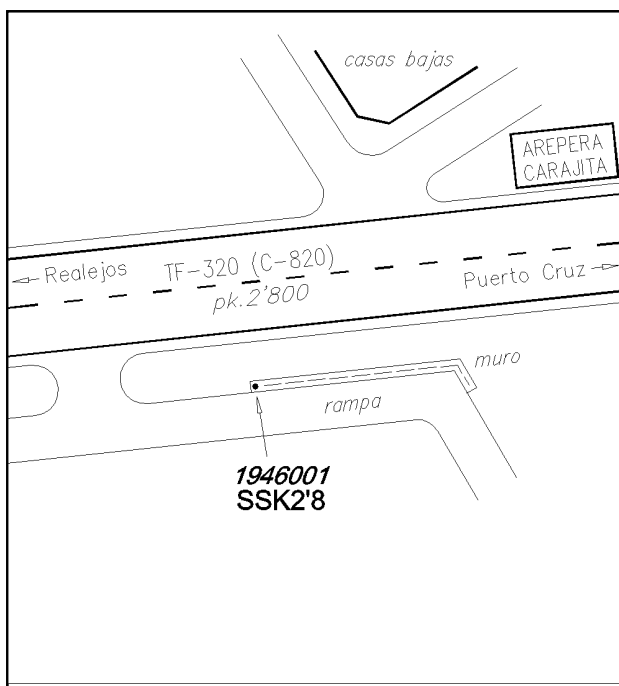 casas bajas
AREPERA
CARAJITA
←Realejos
TF-320 (C-820)
Puerto Cruz→
pk.2'800
muro
rampa
1946001
SSK2'8